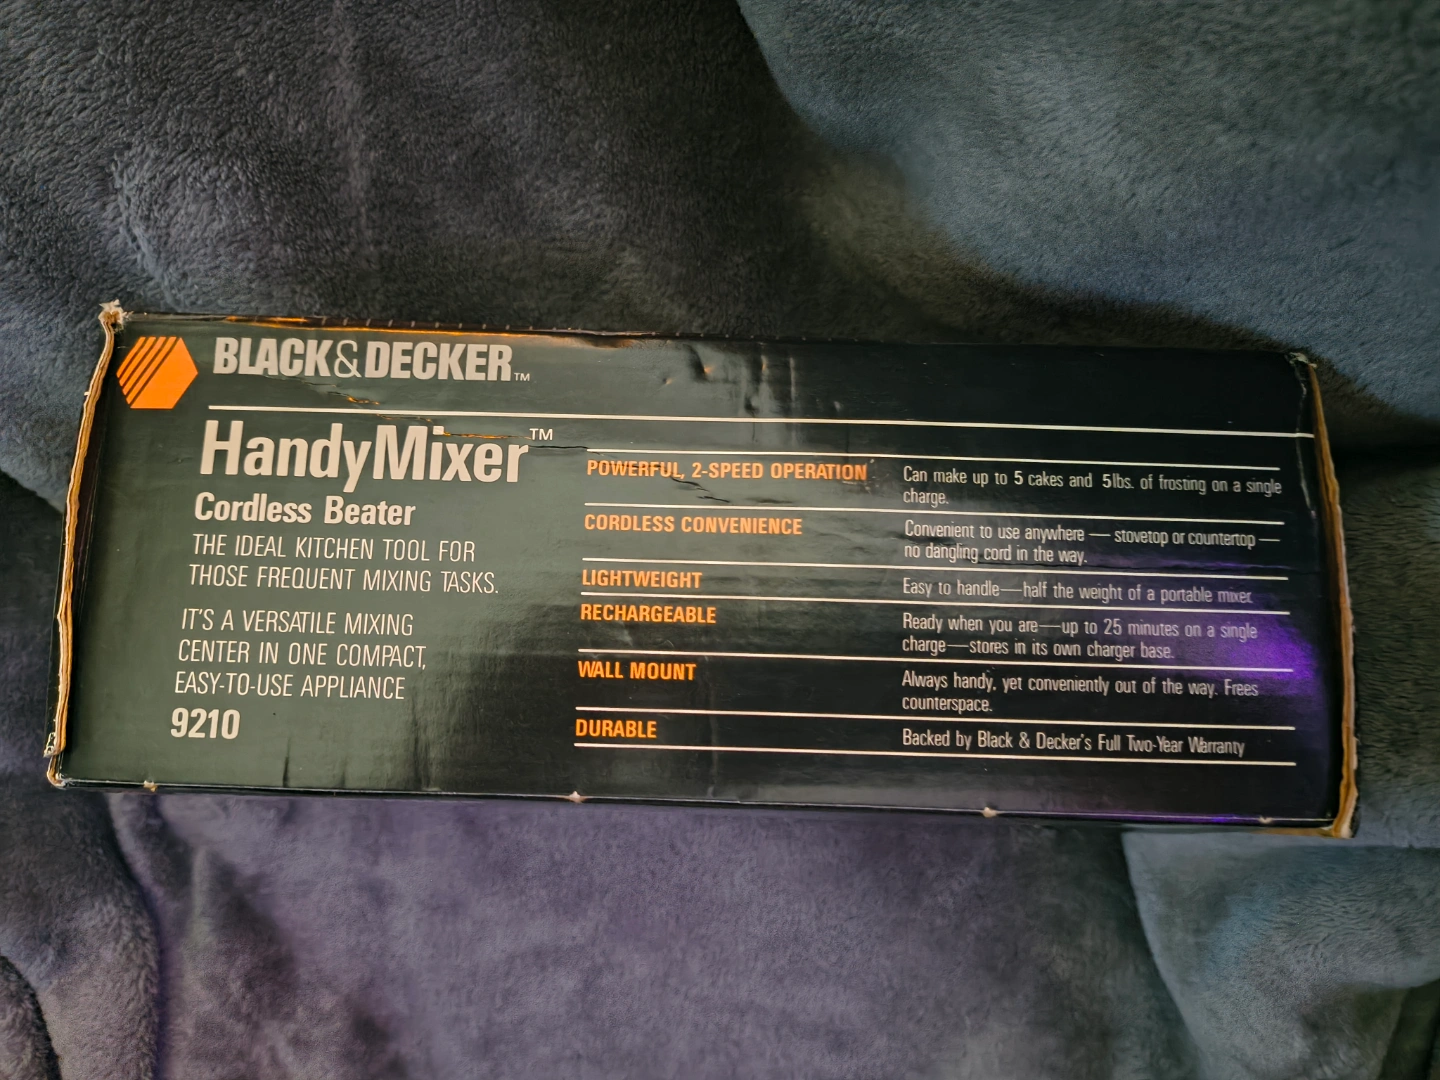 BLACK&DECKER™
HandyMixer™
Cordless Beater
THE IDEAL KITCHEN TOOL FOR
THOSE FREQUENT MIXING TASKS.
IT'S A VERSATILE MIXING
CENTER IN ONE COMPACT,
EASY-TO-USE APPLIANCE
9210
POWERFUL, 2-SPEED OPERATION
Can make up to 5 cakes and 5 lbs. of frosting on a single
charge.
CORDLESS CONVENIENCE
Convenient to use anywhere — stovetop or countertop —
no dangling cord in the way.
LIGHTWEIGHT
Easy to handle—half the weight of a portable mixer.
RECHARGEABLE
Ready when you are—up to 25 minutes on a single
charge—stores in its own charger base.
WALL MOUNT
Always handy, yet conveniently out of the way. Frees
counterspace.
DURABLE
Backed by Black & Decker's Full Two-Year Warranty